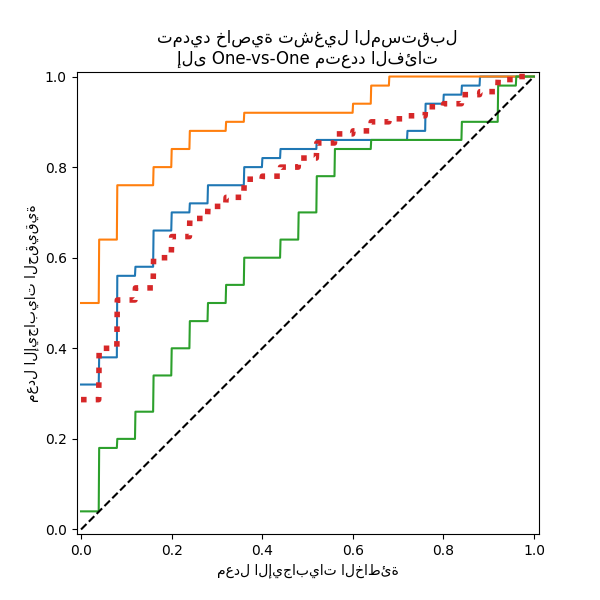 تمديد خاصية تشغيل المستقبل
إلى One-vs-One متعدد الفئات
معدل الإيجابيات الحقيقية
1.0
0.8
0.6
0.4
0.2
0.0
0.0 0.2 0.4 0.6 0.8 1.0
معدل الإيجابيات الخاطئة